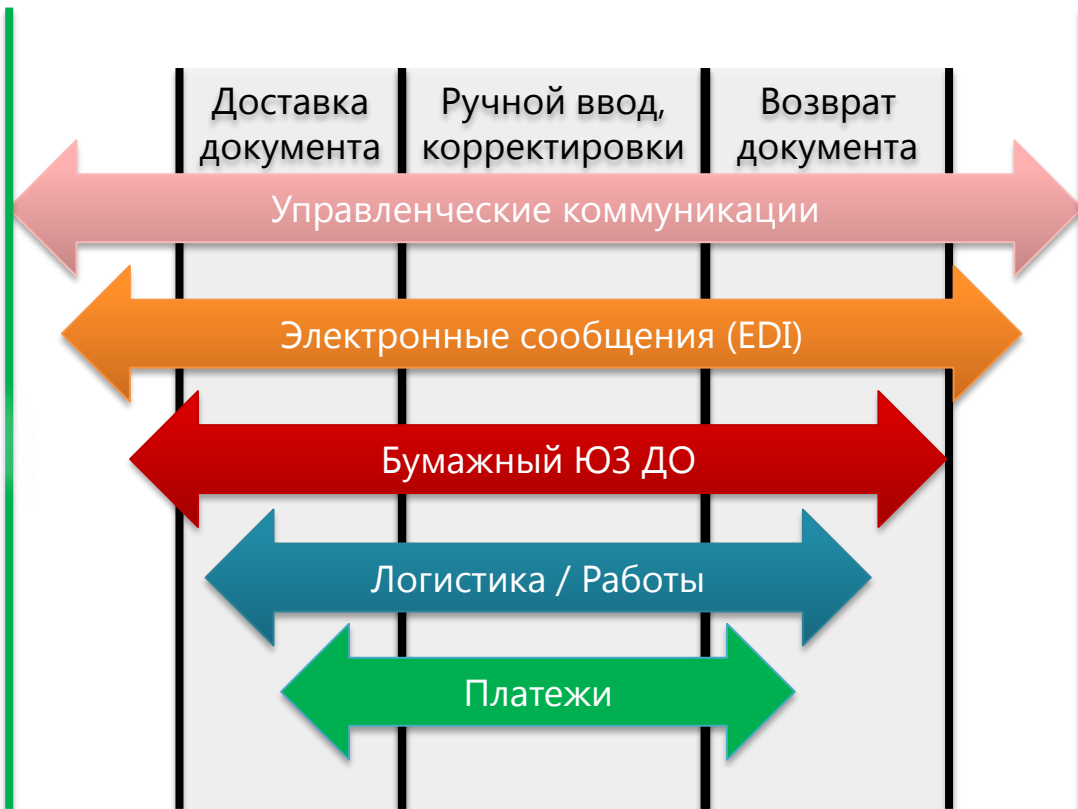 Доставка
документа
Ручной ввод,
корректировки
Возврат
документа
Управленческие коммуникации
Электронные сообщения (EDI)
Бумажный ЮЗ ДО
Логистика / Работы
Платежи